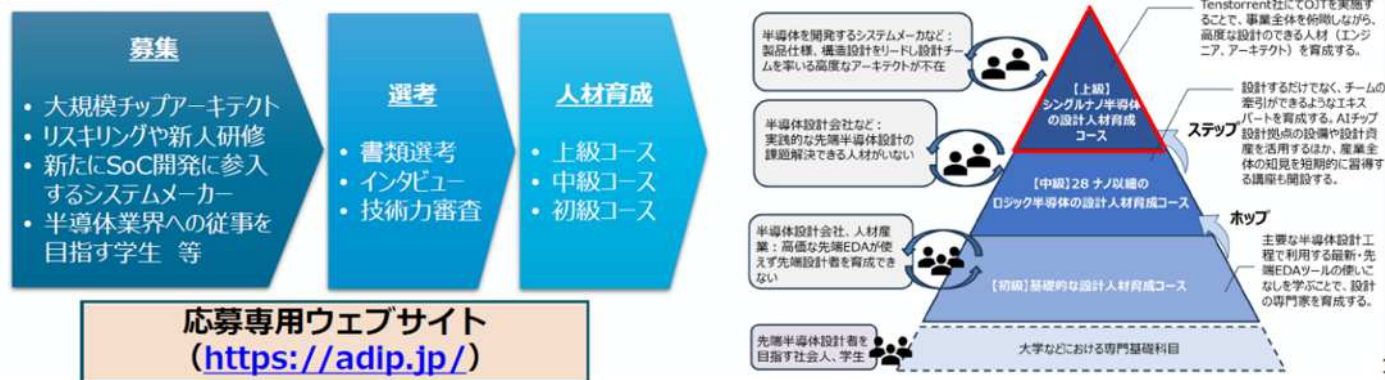 募集
• 大規模チップアーキテクト
• リスキリングや新人研修
• 新たにSoC開発に参入
するシステムメーカー
• 半導体業界への従事を
目指す学生 等
選考
• 書類選考
• インタビュー
• 技術力審査
人材育成
• 上級コース
• 中級コース
• 初級コース
応募専用ウェブサイト
(https://adip.jp/)
半導体を開発するシステムメーカなど：
製品仕様、構造設計をリードし設計チー
ムを率いる高度なアーキテクトが不在
半導体設計会社など：
実践的な先端半導体設計の
課題解決できる人材がいない
半導体設計会社、人材産
業：高価な先端EDAが使
えず先端設計者を育成でき
ない
先端半導体設計者を
目指す社会人、学生
【上級】
シングルナノ半導体
の設計人材育成
コース
【中級】28 ナノ以細の
ロジック半導体の設計人材育成コース
【初級】基礎的な設計人材育成コース
大学などにおける専門基礎科目
Tenstorrent社にてOJTを実施す
ることで、事業全体を俯瞰しながら、
高度な設計のできる人材（エンジ
ニア、アーキテクト）を育成する。
ステップ
設計するだけでなく、チームの
牽引ができるようなエキス
パートを育成する。AIチップ
設計拠点の設備や設計資
産を活用するほか、産業全
体の知見を短期的に習得す
る講座も開設する。
ホップ
主要な半導体設計工
程で利用する最新・先
端EDAツールの使いこ
なしを学ぶことで、設計
の専門家を育成する。